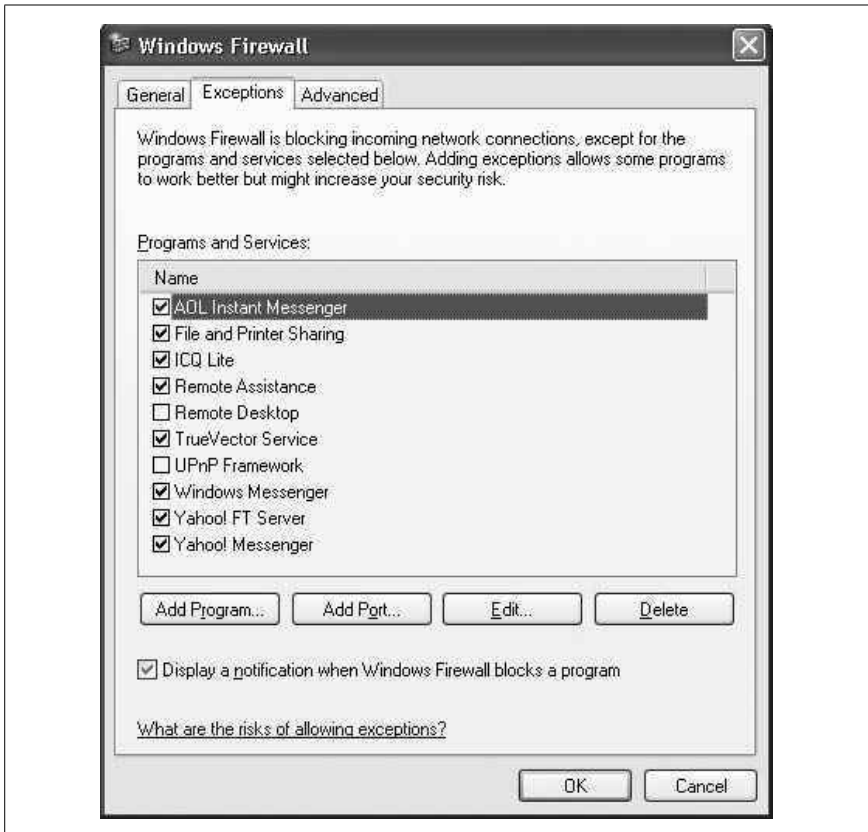 Windows Firewall
General Exceptions Advanced
Windows Firewall is blocking incoming network connections, except for the
programs and services selected below. Adding exceptions allows some programs
to work better but might increase your security risk.
Programs and Services:
Name
AOL Instant Messenger
File and Printer Sharing
ICQ Lite
Remote Assistance
Remote Desktop
TrueVector Service
UPnP Framework
Windows Messenger
Yahoo! FT Server
Yahoo! Messenger
Add Program... Add Port... Edit... Delete
Display a notification when Windows Firewall blocks a program
What are the risks of allowing exceptions?
OK Cancel